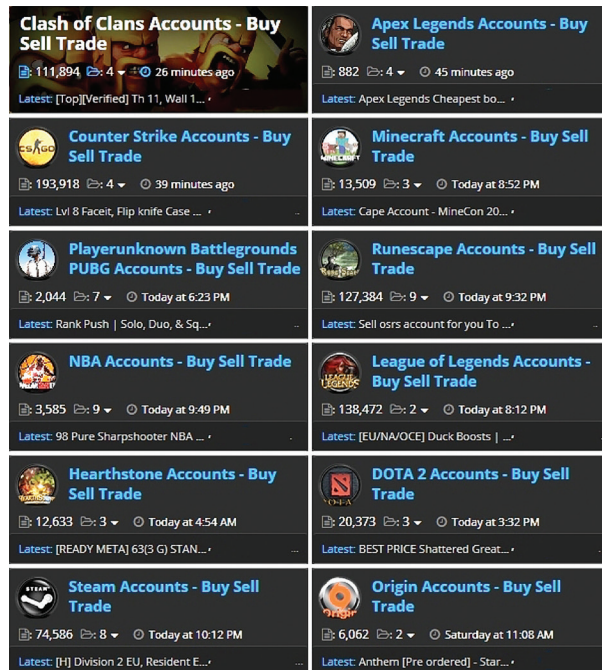 Clash of Clans Accounts - Buy
Sell Trade
: 111,894 : 4 26 minutes ago
Latest: [Top][Verified] Th 11, Wall 1...
Apex Legends Accounts - Buy
Sell Trade
: 882 : 4 45 minutes ago
Latest: Apex Legends Cheapest bo...
CS GO
Counter Strike Accounts - Buy
Sell Trade
: 193,918 : 4 39 minutes ago
Latest: Lvl 8 Faceit, Flip knife Case ...
MINECRAFT
Minecraft Accounts - Buy Sell
Trade
: 13,509 : 3 Today at 8:52 PM
Latest: Cape Account - MineCon 20...
Playerunknown Battlegrounds
PUBG Accounts - Buy Sell Trade
: 2,044 : 7 Today at 6:23 PM
Latest: Rank Push | Solo, Duo, & Sq...
Runescape Accounts - Buy Sell
Trade
: 127,384 : 9 Today at 9:32 PM
Latest: Sell osrs account for you To ...
NBA Accounts - Buy Sell Trade
: 3,585 : 9 Today at 9:49 PM
Latest: 98 Pure Sharpshooter NBA ...
LEAGUE OF
LEGENDS
League of Legends Accounts -
Buy Sell Trade
: 138,472 : 2 Today at 8:12 PM
Latest: [EU/NA/OCE] Duck Boosts | ...
Hearthstone Accounts - Buy
Sell Trade
: 12,633 : 3 Today at 4:54 AM
Latest: [READY META] 63(3 G) STAN...
DOTA 2 Accounts - Buy Sell
Trade
: 20,373 : 3 Today at 3:32 PM
Latest: BEST PRICE Shattered Great...
STEAM
Steam Accounts - Buy Sell
Trade
: 74,586 : 8 Today at 10:12 PM
Latest: [H] Division 2 EU, Resident E...
Origin
Origin Accounts - Buy Sell
Trade
: 6,062 : 2 Saturday at 11:08 AM
Latest: Anthem [Pre ordered] - Star...